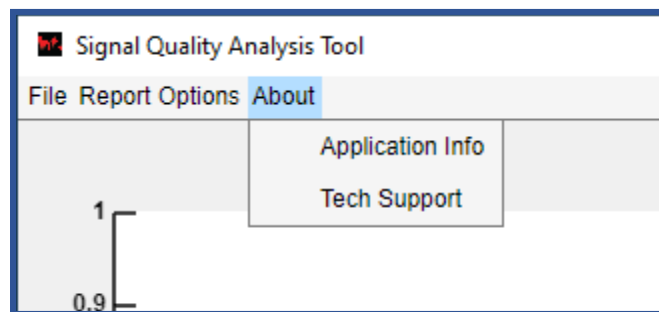 Signal Quality Analysis Tool
File Report Options About
Application Info
Tech Support
1
0.9